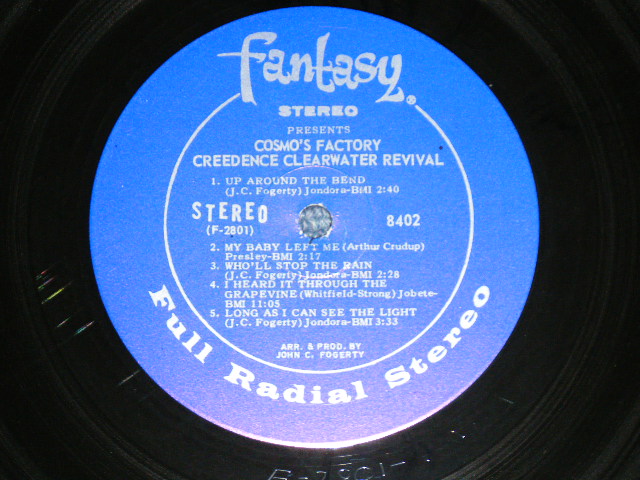 fantasy®
STEREO
PRESENTS
COSMO'S FACTORY
CREEDENCE CLEARWATER REVIVAL
1. UP AROUND THE BEND
(J.C. Fogerty) Jondora-BMI 2:40
STEREO
(F-2801)
8402
2. MY BABY LEFT ME (Arthur Crudup)
Presley-BMI 2:17
3. WHO'LL STOP THE RAIN
(J.C. Fogerty) Jondora-BMI 2:28
4. I HEARD IT THROUGH THE
GRAPEVINE (Whitfield-Strong) Jobete-
BMI 11:05
5. LONG AS I CAN SEE THE LIGHT
(J.C. Fogerty) Jondora-BMI 3:33
ARR. & PROD. BY
JOHN C. FOGERTY
Full Radial Stereo